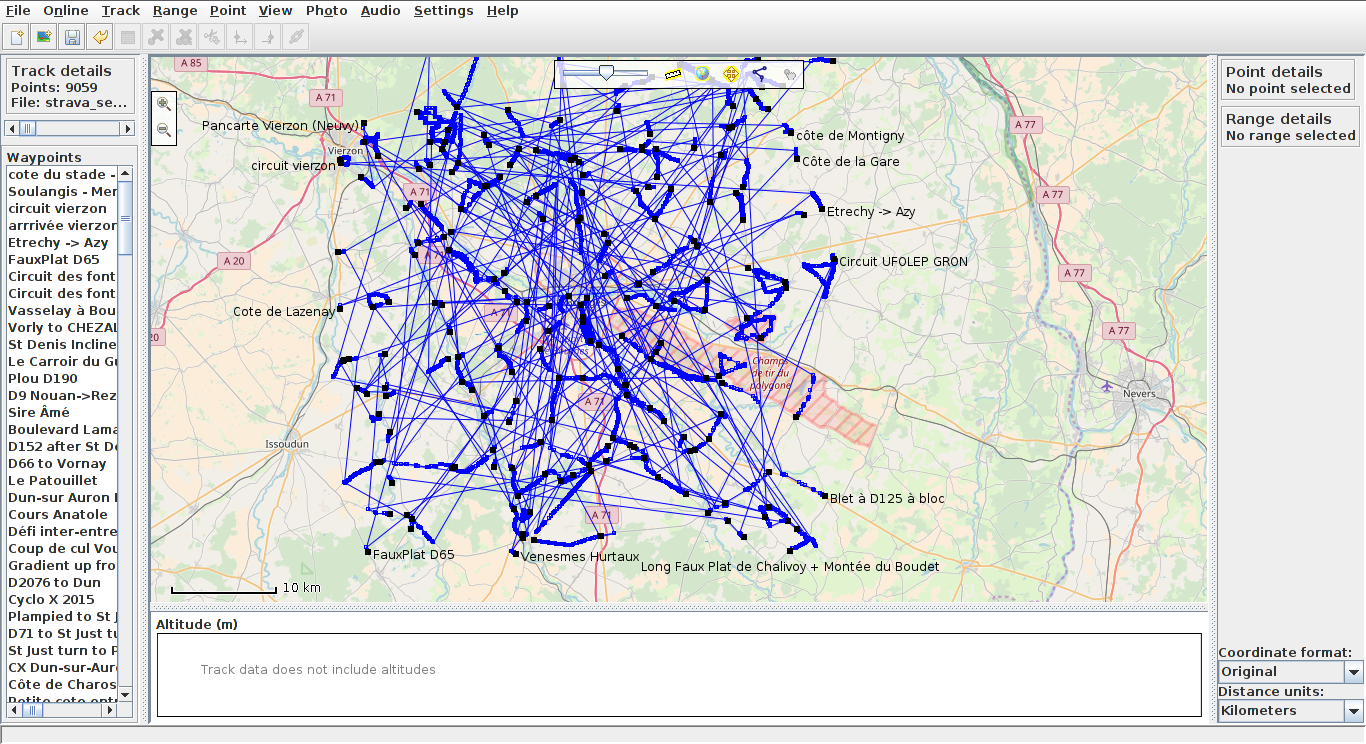 File Online Track Range Point View Photo Audio Settings Help
Track details
Points: 9059
File: strava_se...
Waypoints
cote du stade -
Soulangis - Mer
circuit vierzon
arrrivée vierzon
Etrechy -> Azy
FauxPlat D65
Circuit des font
Circuit des font
Vasselay à Bou
Vorly to CHEZAL
St Denis Incline
Le Carroir du Gu
Plou D190
D9 Nouan->Rez
Sire Âmé
Boulevard Lama
D152 after St De
D66 to Vornay
Le Patouillet
Dun-sur Auron
Cours Anatole
Défi inter-entre
Coup de cul Vou
Gradient up fro
D2076 to Dun
Cyclo X 2015
Plampied to St J
D71 to St Just tu
St Just turn to P
CX Dun-sur-Aur
Côte de Charos
A 85
A 71
Pancarte Vierzon (Neuvy)
Vierzon
circuit vierzon
A 71
A 20
Cote de Lazenay
20
Issoudun
FauxPlat D65
Venesmes Hurtaux
A 71
A 71
Long Faux Plat de Chalivoy + Montée du Boudet
Blet à D125 à bloc
Champ
de tir du
polygone
Circuit UFOLEP GRON
Etrechy -> Azy
Côte de la Gare
côte de Montigny
A 77
A 77
A 77
A 77
Nevers
10 km
Altitude (m)
Track data does not include altitudes
Point details
No point selected
Range details
No range selected
Coordinate format:
Original
Distance units:
Kilometers